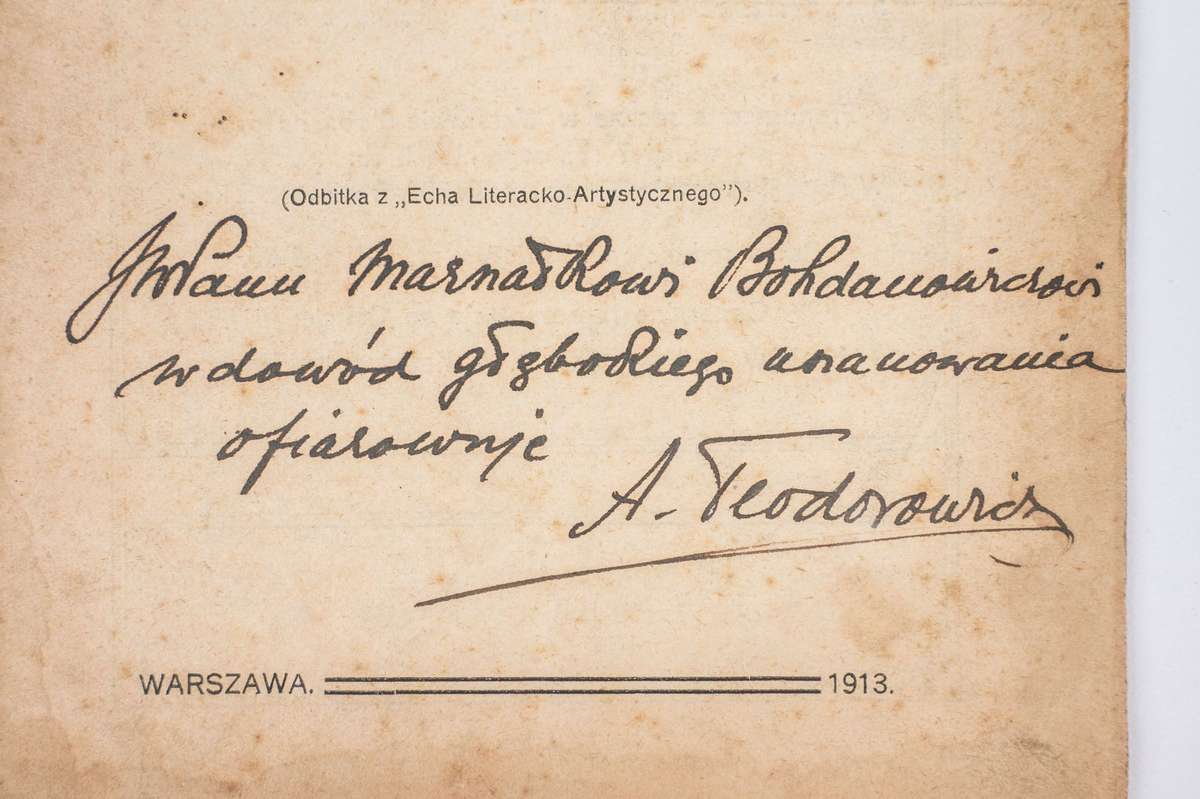 (Odbitka z „Echa Literacko-Artystycznego").
JWPanu Marszałkowi Bohdanowiczowi
w dowód głębokiego uszanowania
ofiarowuje
A. Teodorowicz
WARSZAWA. 1913.